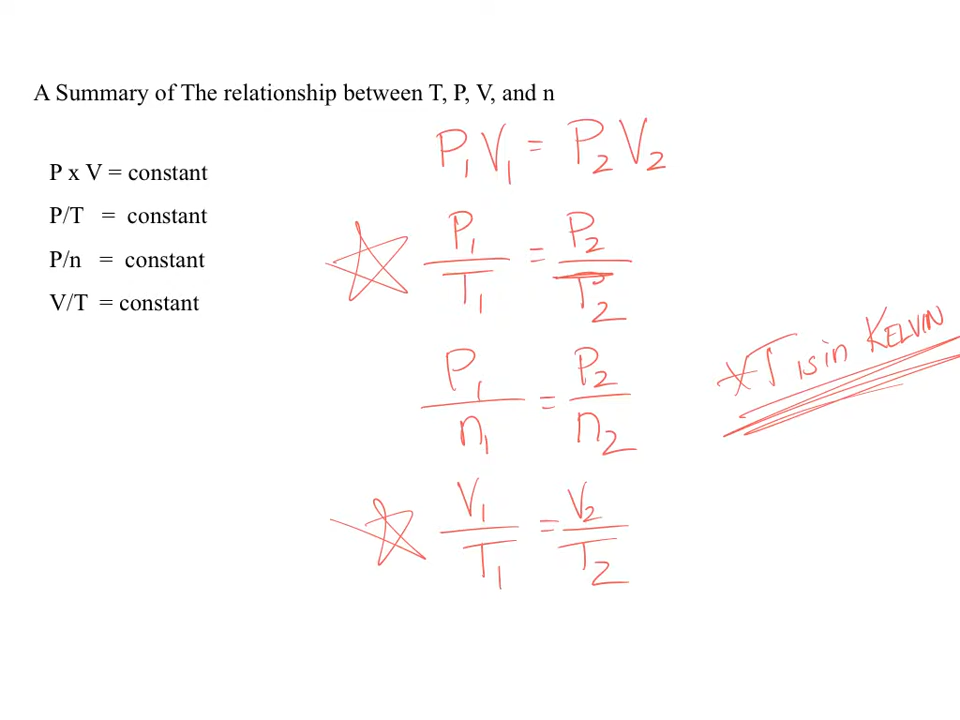 A Summary of The relationship between T, P, V, and n
P₁V₁ = P₂V₂
P x V = constant
P/T = constant
P/n = constant
V/T = constant
P₁/T₁ = P₂/T₂
P₁/n₁ = P₂/n₂
V₁/T₁ = V₂/T₂
*T is in KELVIN